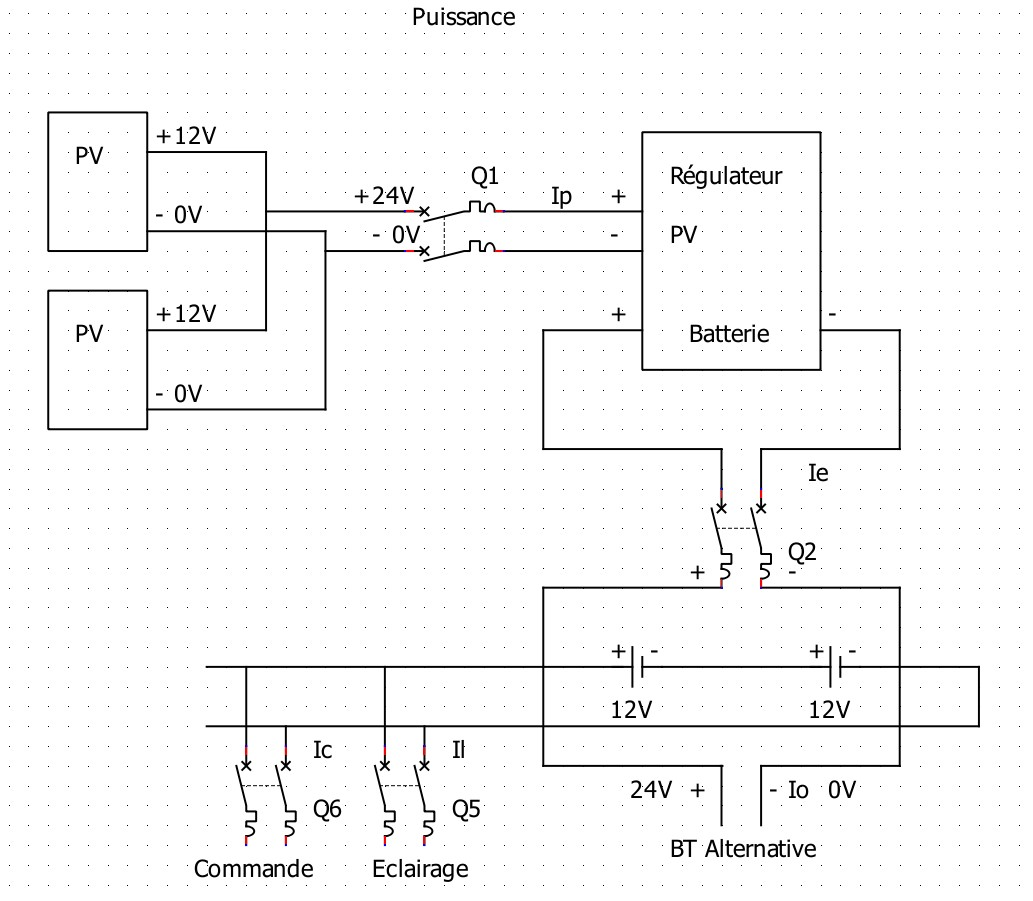 Puissance
+12V
PV
- 0V
Q1
+24V
Ip
+
Régulateur
- 0V
-
PV
+12V
PV
+
-
Batterie
- 0V
Ie
Q2
+
-
+
-
+
-
12V
12V
Ic
Il
24V +
- Io 0V
Q6
Q5
BT Alternative
Commande
Eclairage